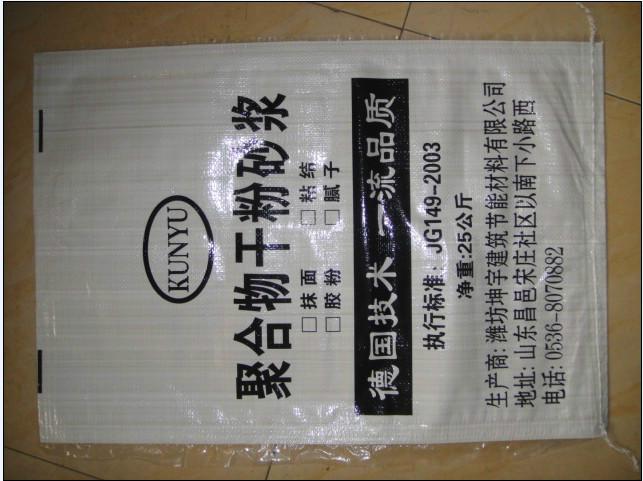 KUNYU
聚合物干粉砂浆
□抹面 □粘结
□胶粉 □腻子
德国技术 一流品质
执行标准: JG149-2003
净重:25公斤
生产商: 潍坊坤宇建筑节能材料有限公司
地址: 山东昌邑宋庄社区以南下小路西
电话: 0536-8070882